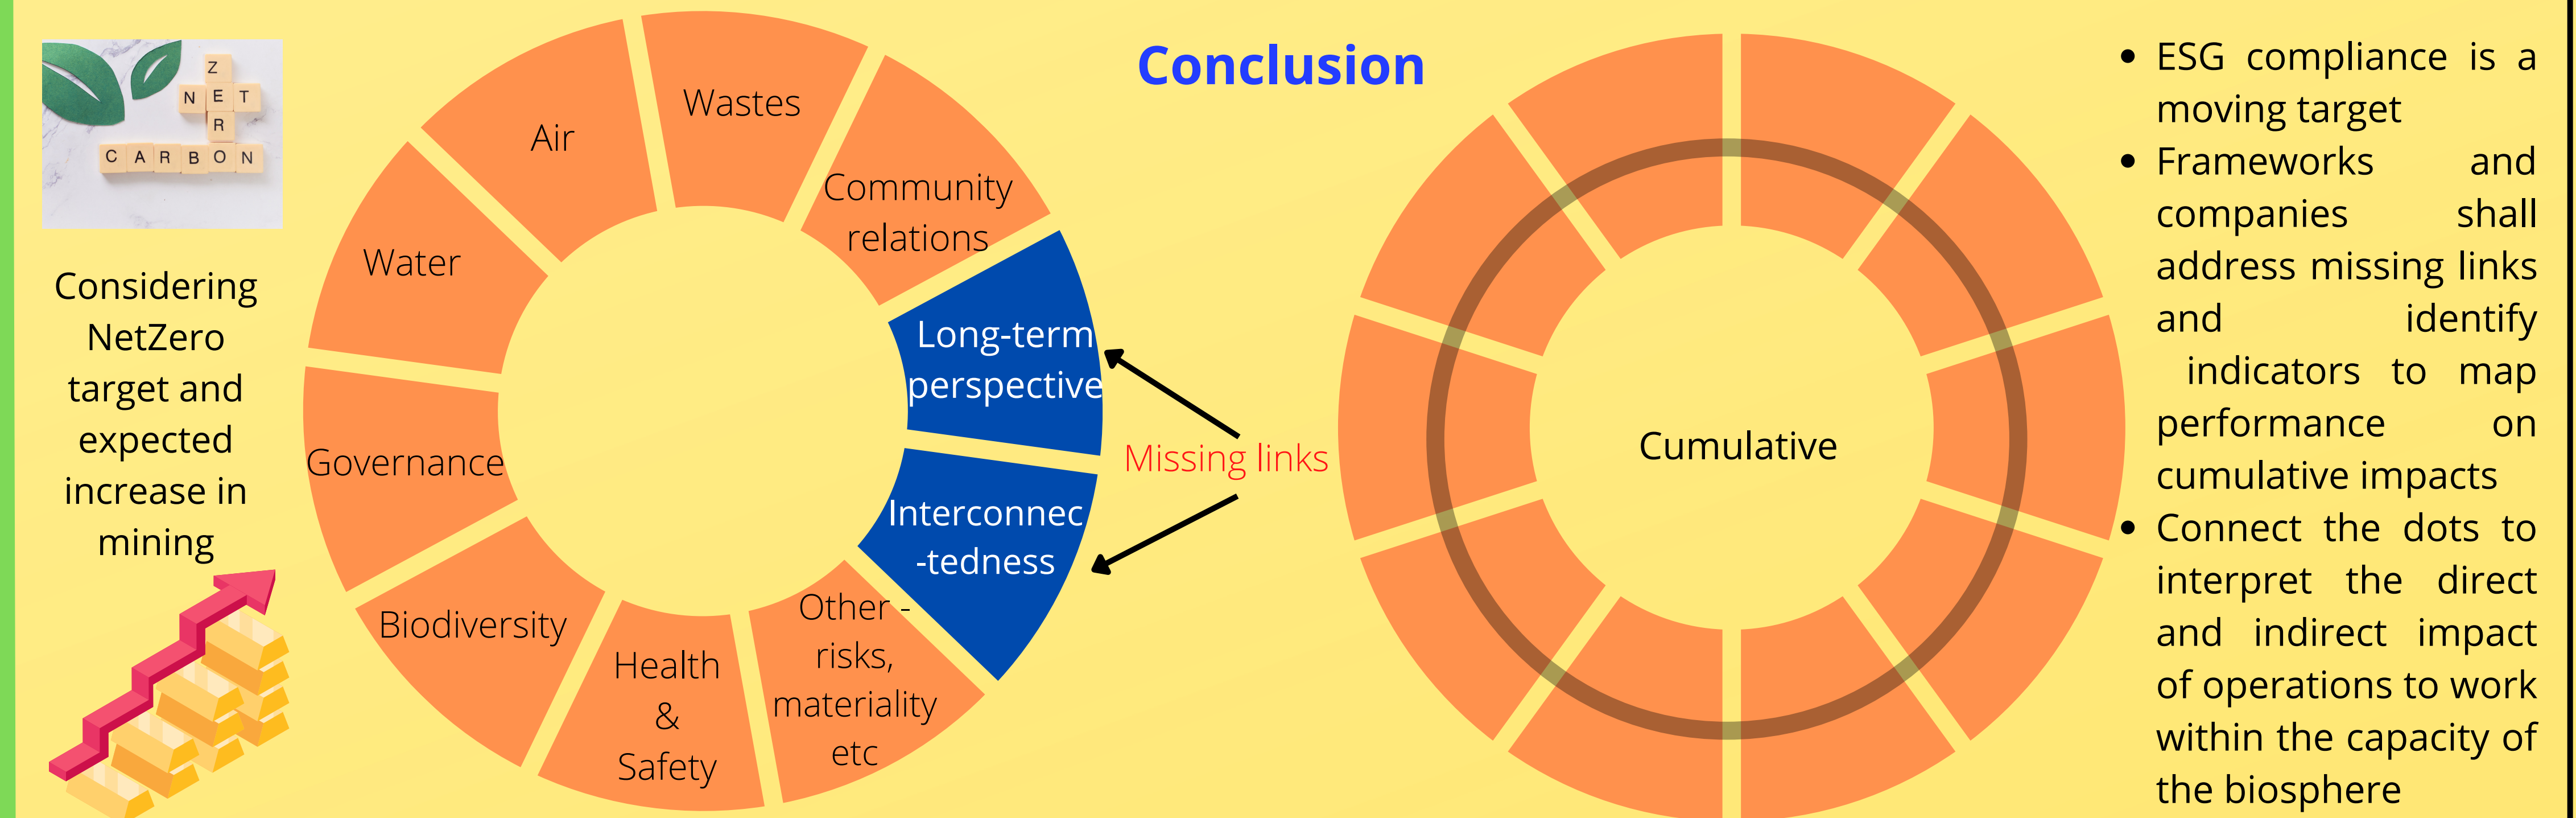 Conclusion
Z
N E T
R
C A R B O N
Considering
NetZero
target and
expected
increase in
mining
Wastes
Air
Community
relations
Water
Long-term
perspective
Governance
Interconnec
-tedness
Biodiversity
Other -
risks,
materiality
etc
Health
&
Safety
Missing links
Cumulative
• ESG compliance is a
moving target
• Frameworks and
companies shall
address missing links
and identify
indicators to map
performance on
cumulative impacts
• Connect the dots to
interpret the direct
and indirect impact
of operations to work
within the capacity of
the biosphere